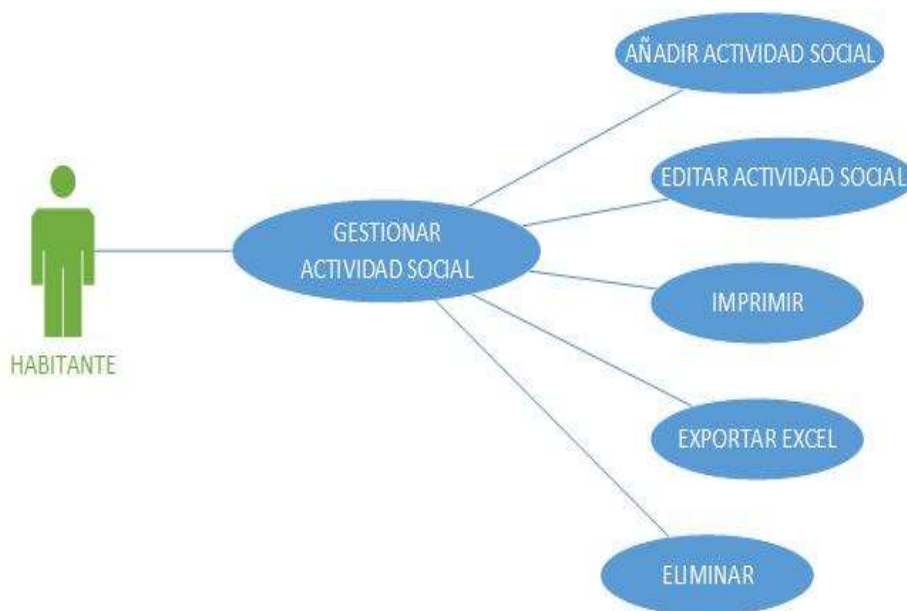 AÑADIR ACTIVIDAD SOCIAL
EDITAR ACTIVIDAD SOCIAL
GESTIONAR
ACTIVIDAD SOCIAL
IMPRIMIR
HABITANTE
EXPORTAR EXCEL
ELIMINAR